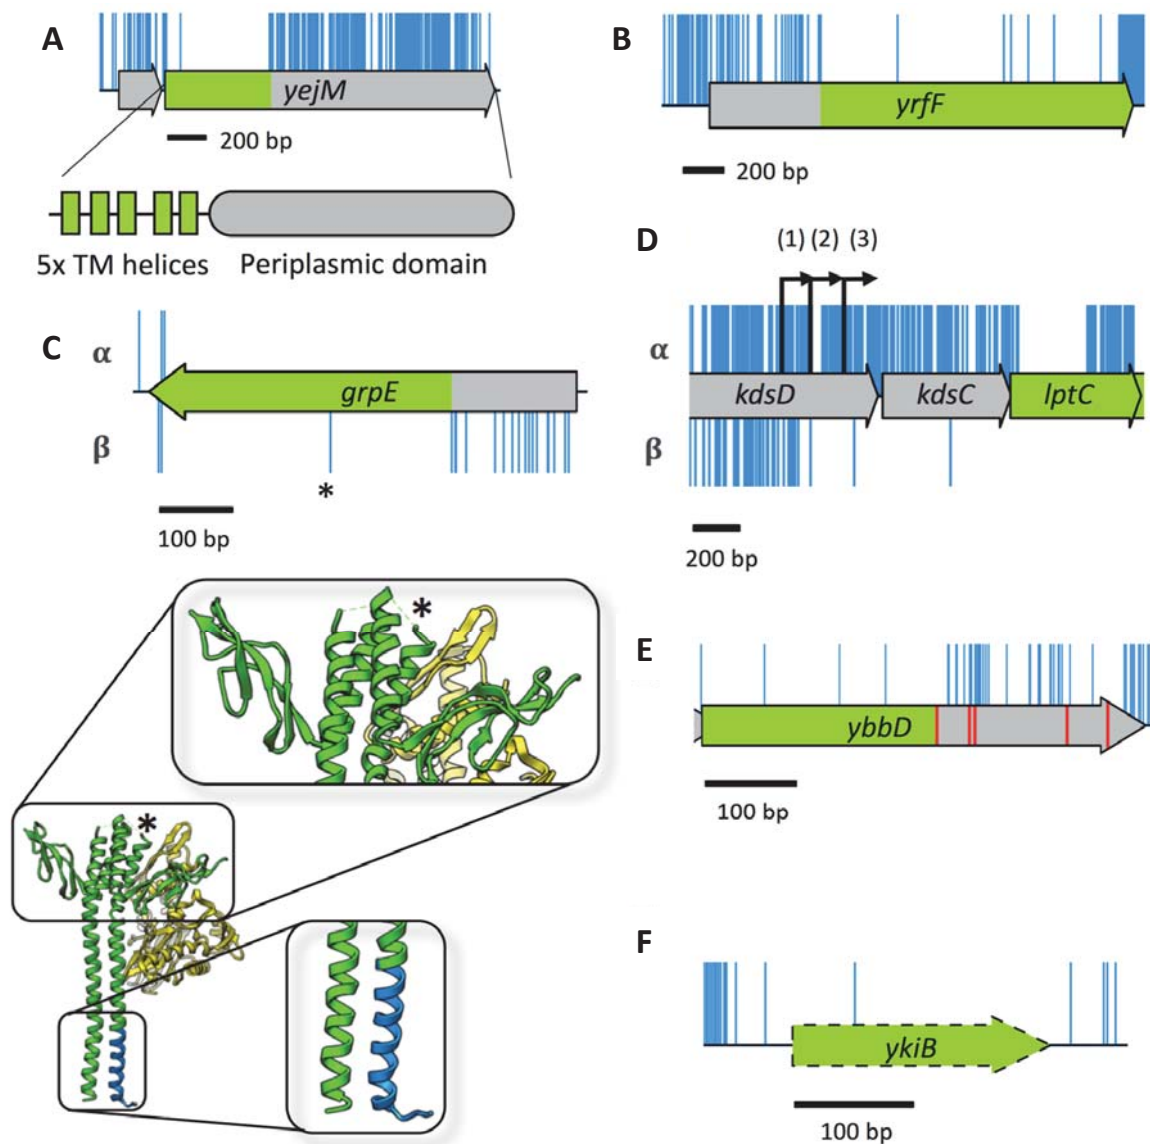 A
yejM
200 bp
5x TM helices Periplasmic domain
B
yrfF
200 bp
C
α
grpE
β
*
100 bp
D
(1) (2) (3)
α
kdsD kdsC lptC
β
200 bp
*
*
E
ybbD
100 bp
F
ykiB
100 bp